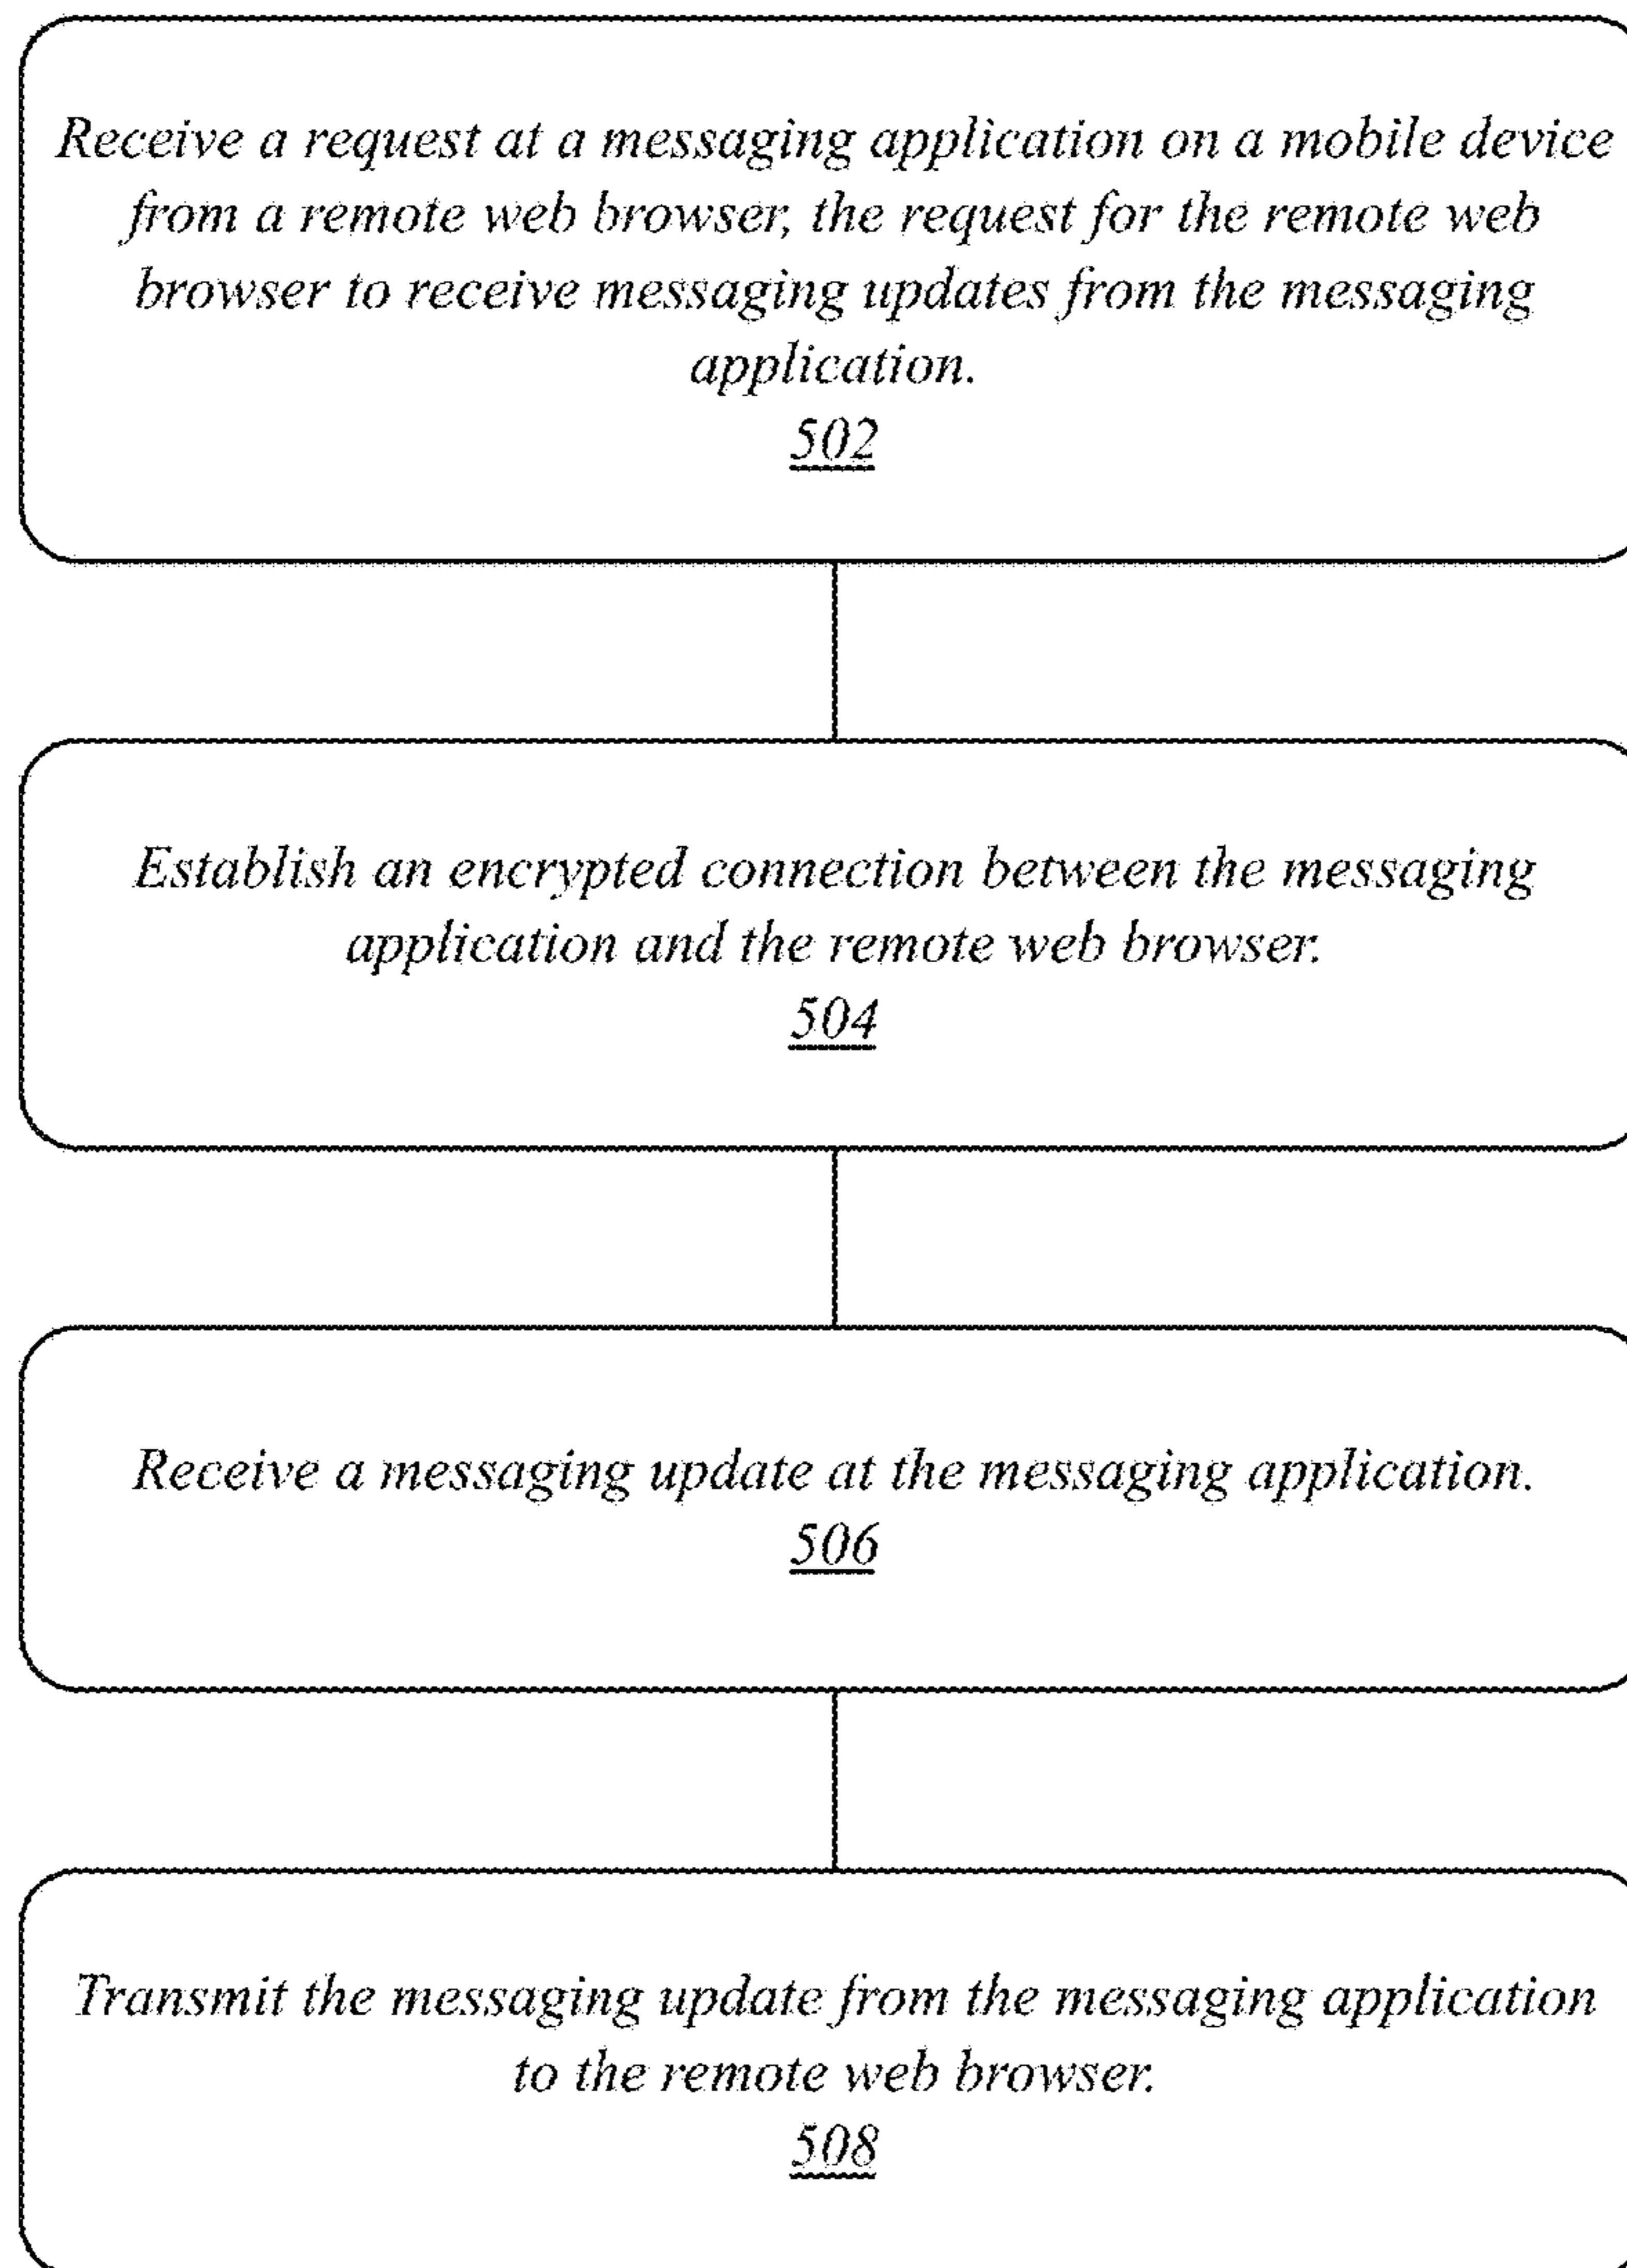 Receive a request at a messaging application on a mobile device
from a remote web browser, the request for the remote web
browser to receive messaging updates from the messaging
application.
502
Establish an encrypted connection between the messaging
application and the remote web browser.
504
Receive a messaging update at the messaging application.
506
Transmit the messaging update from the messaging application
to the remote web browser.
508